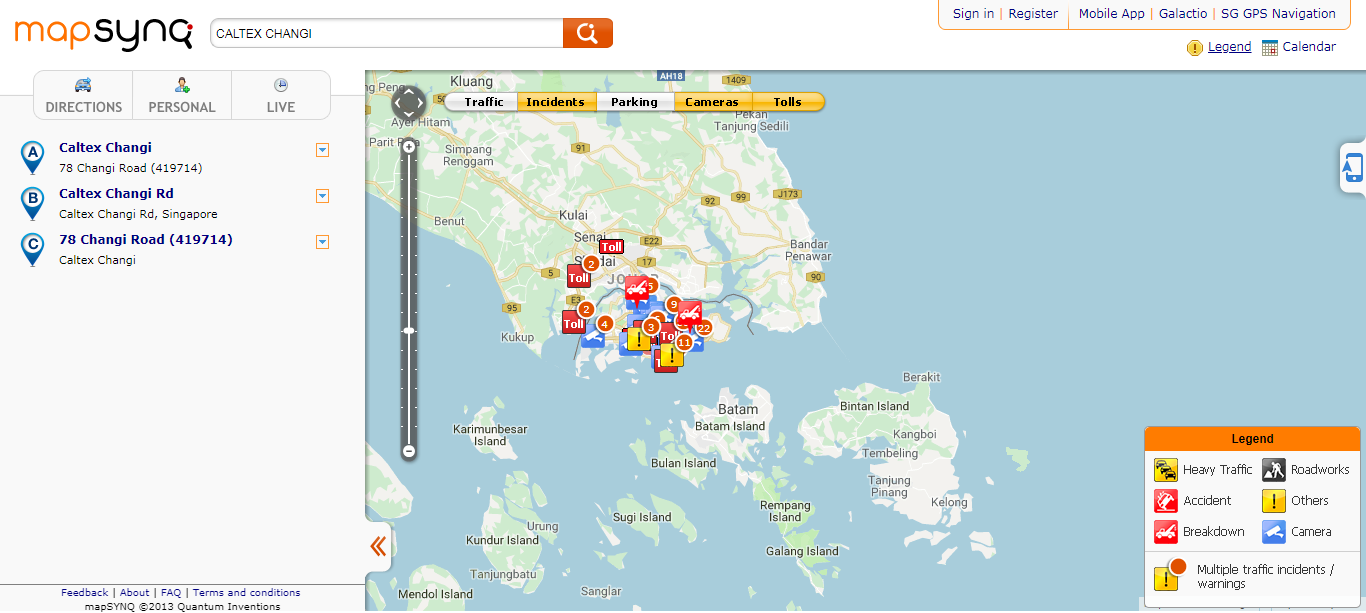 mapsynq
CALTEX CHANGI
Sign in | Register | Mobile App | Galactio | SG GPS Navigation
Legend
Calendar
DIRECTIONS
PERSONAL
LIVE
A
Caltex Changi
78 Changi Road (419714)
B
Caltex Changi Rd
Caltex Changi Rd, Singapore
C
78 Changi Road (419714)
Caltex Changi
Feedback | About | FAQ | Terms and conditions
mapSYNQ ©2013 Quantum Inventions
Traffic
Incidents
Parking
Cameras
Tolls
Kluang
AH18
1409
Ayer Hitam
Pekan
Tanjung Sedili
Simpang
Renggam
91
92
99
J173
Benut
Kulai
Senai
E22
Toll
17
Bandar
Penawar
5
Toll
2
90
E3
95
Toll
2
4
5
9
3
22
11
Kukup
Berakit
Batam
Batam Island
Bintan Island
Karimunbesar
Island
Kangboi
Tembeling
Bulan Island
Tanjung
Pinang
Kelong
Rempang
Island
Sugi Island
Urung
Kundur Island
Galang Island
Tanjungbatu
Mendol Island
Sanglar
Legend
Heavy Traffic
Roadworks
Accident
Others
Breakdown
Camera
Multiple traffic incidents /
warnings